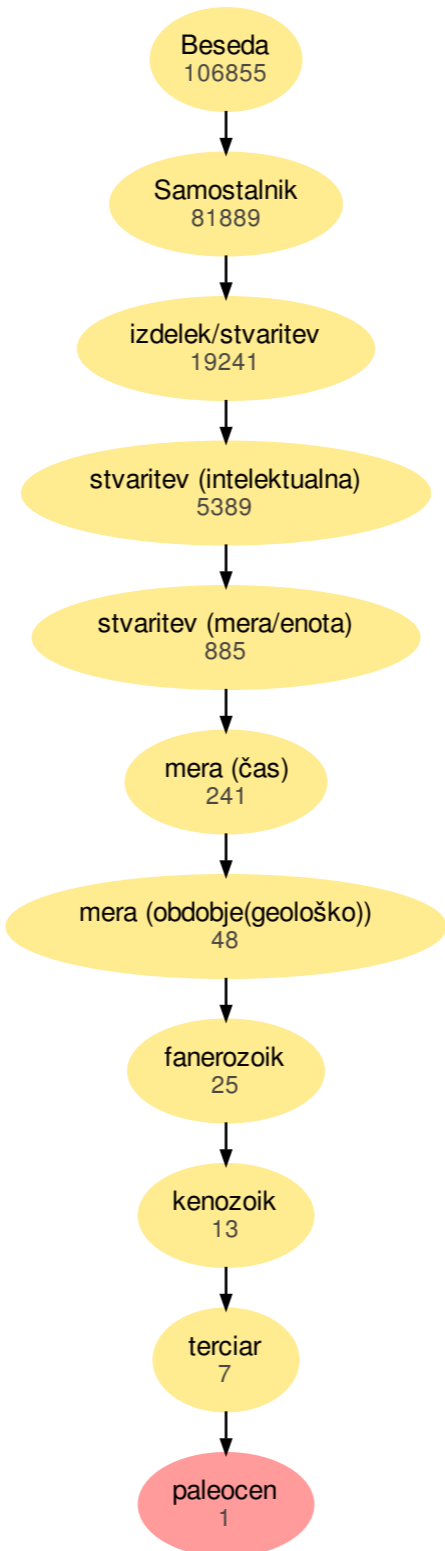 Beseda
106855
Samostalnik
81889
izdelek/stvaritev
19241
stvaritev (intelektualna)
5389
stvaritev (mera/enota)
885
mera (čas)
241
mera (obdobje(geološko))
48
fanerozoik
25
kenozoik
13
terciar
7
paleocen
1